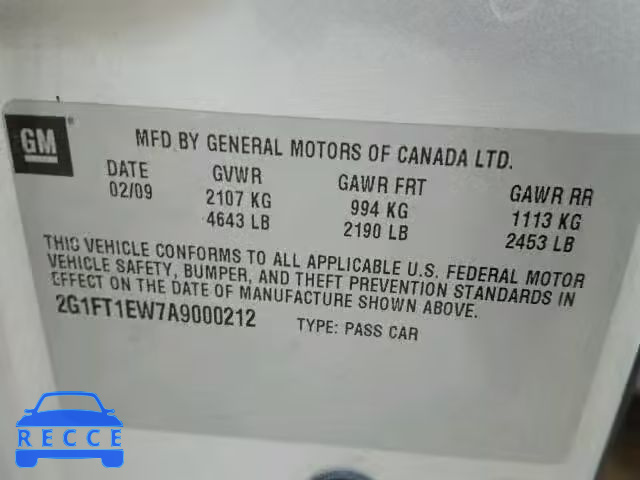 GM ®
MFD BY GENERAL MOTORS OF CANADA LTD.
DATE GVWR GAWR FRT GAWR RR
02/09 2107 KG 994 KG 1113 KG
4643 LB 2190 LB 2453 LB
THIS VEHICLE CONFORMS TO ALL APPLICABLE U.S. FEDERAL MOTOR
VEHICLE SAFETY, BUMPER, AND THEFT PREVENTION STANDARDS IN
EFFECT ON THE DATE OF MANUFACTURE SHOWN ABOVE.
2G1FT1EW7A9000212 TYPE: PASS CAR
RECCE